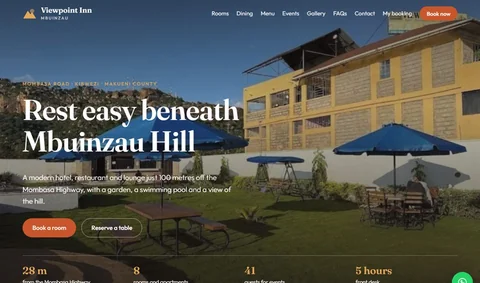 Viewpoint Inn
MBUINZAU
Rooms Dining Menu Events Gallery FAQs Contact My booking Book now
MOMBASA ROAD · KIBWEZI · MAKUENI COUNTY
Rest easy beneath
Mbuinzau Hill
A modern hotel, restaurant and lounge just 100 metres off the
Mombasa Highway, with a garden, a swimming pool and a view of
the hill.
Book a room Reserve a table
28 m 8 41 5 hours
from the Mombasa Highway rooms and apartments guests for events front desk